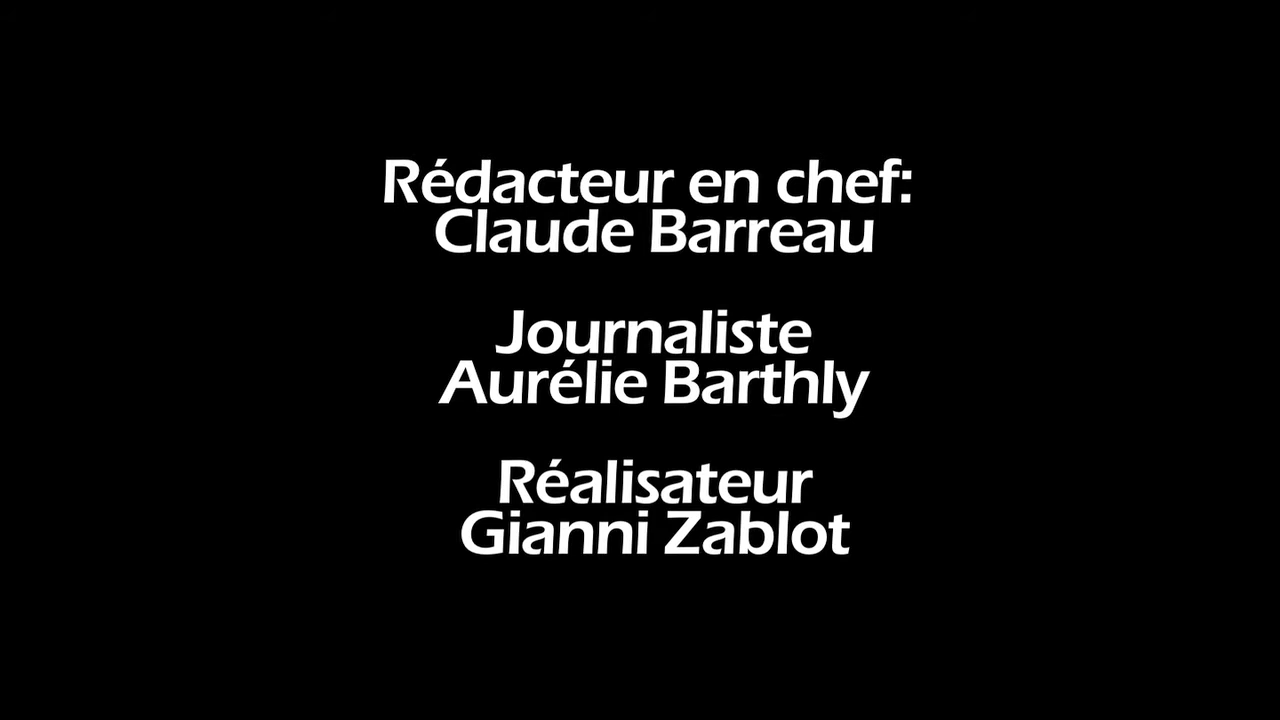 Rédacteur en chef:
Claude Barreau
Journaliste
Aurélie Barthly
Réalisateur
Gianni Zablot